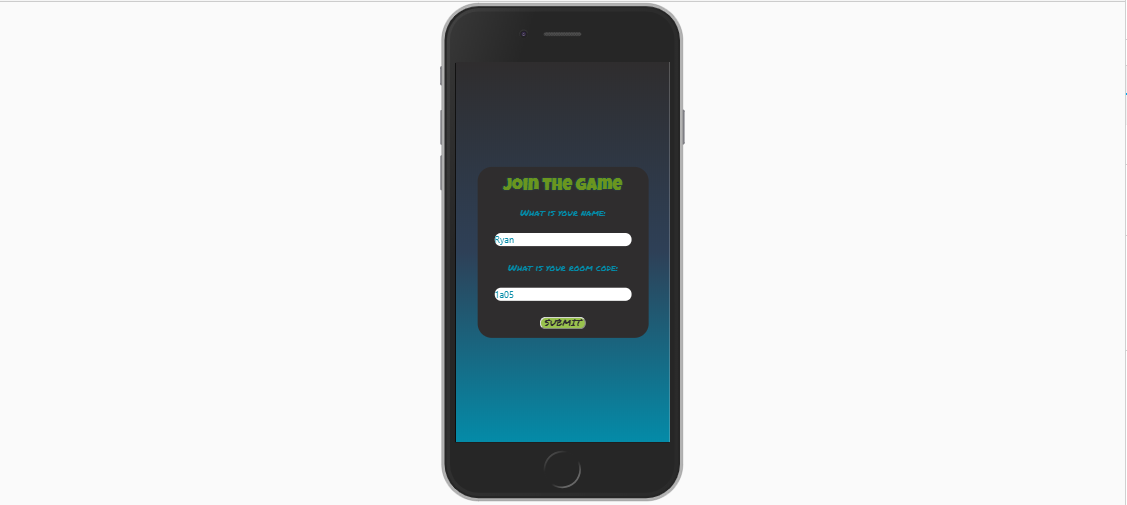 Join The Game
What is your name:
Ryan
What is your room code:
1a05
SUBMIT